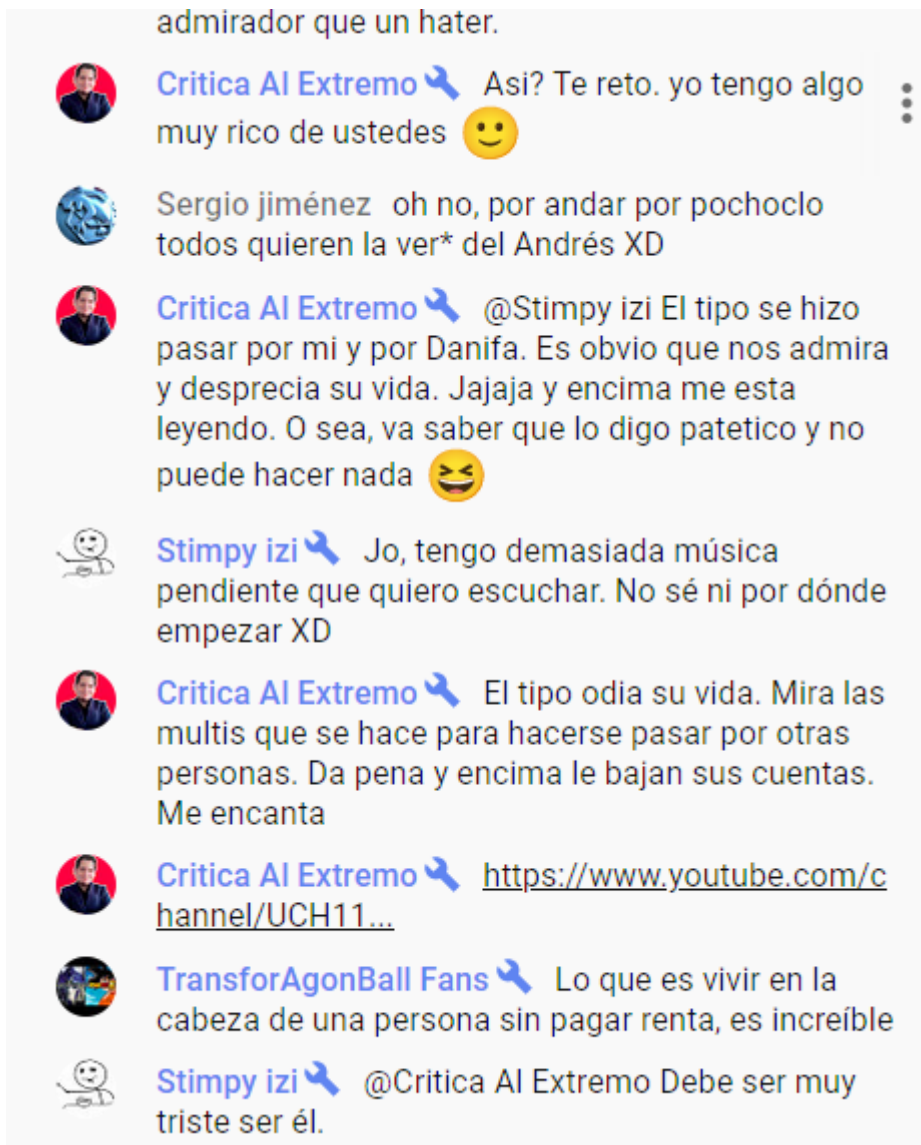 admirador que un hater.
Critica Al Extremo Asi? Te reto. yo tengo algo
muy rico de ustedes
Sergio jiménez oh no, por andar por pochoclo
todos quieren la ver* del Andrés XD
Critica Al Extremo @Stimpy izi El tipo se hizo
pasar por mi y por Danifa. Es obvio que nos admira
y desprecia su vida. Jajaja y encima me esta
leyendo. O sea, va saber que lo digo patetico y no
puede hacer nada
Stimpy izi Jo, tengo demasiada música
pendiente que quiero escuchar. No sé ni por dónde
empezar XD
Critica Al Extremo El tipo odia su vida. Mira las
multis que se hace para hacerse pasar por otras
personas. Da pena y encima le bajan sus cuentas.
Me encanta
Critica Al Extremo https://www.youtube.com/c
hannel/UCH11...
TransforAgonBall Fans Lo que es vivir en la
cabeza de una persona sin pagar renta, es increíble
Stimpy izi @Critica Al Extremo Debe ser muy
triste ser él.